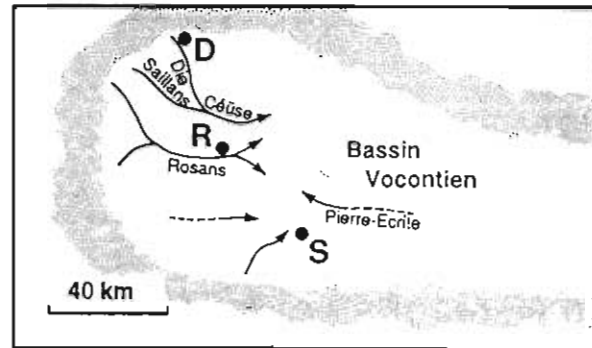 D
Die
Saillans
Céüse
R
Rosans
Bassin
Vocontien
Pierre-Ecrite
S
40 km